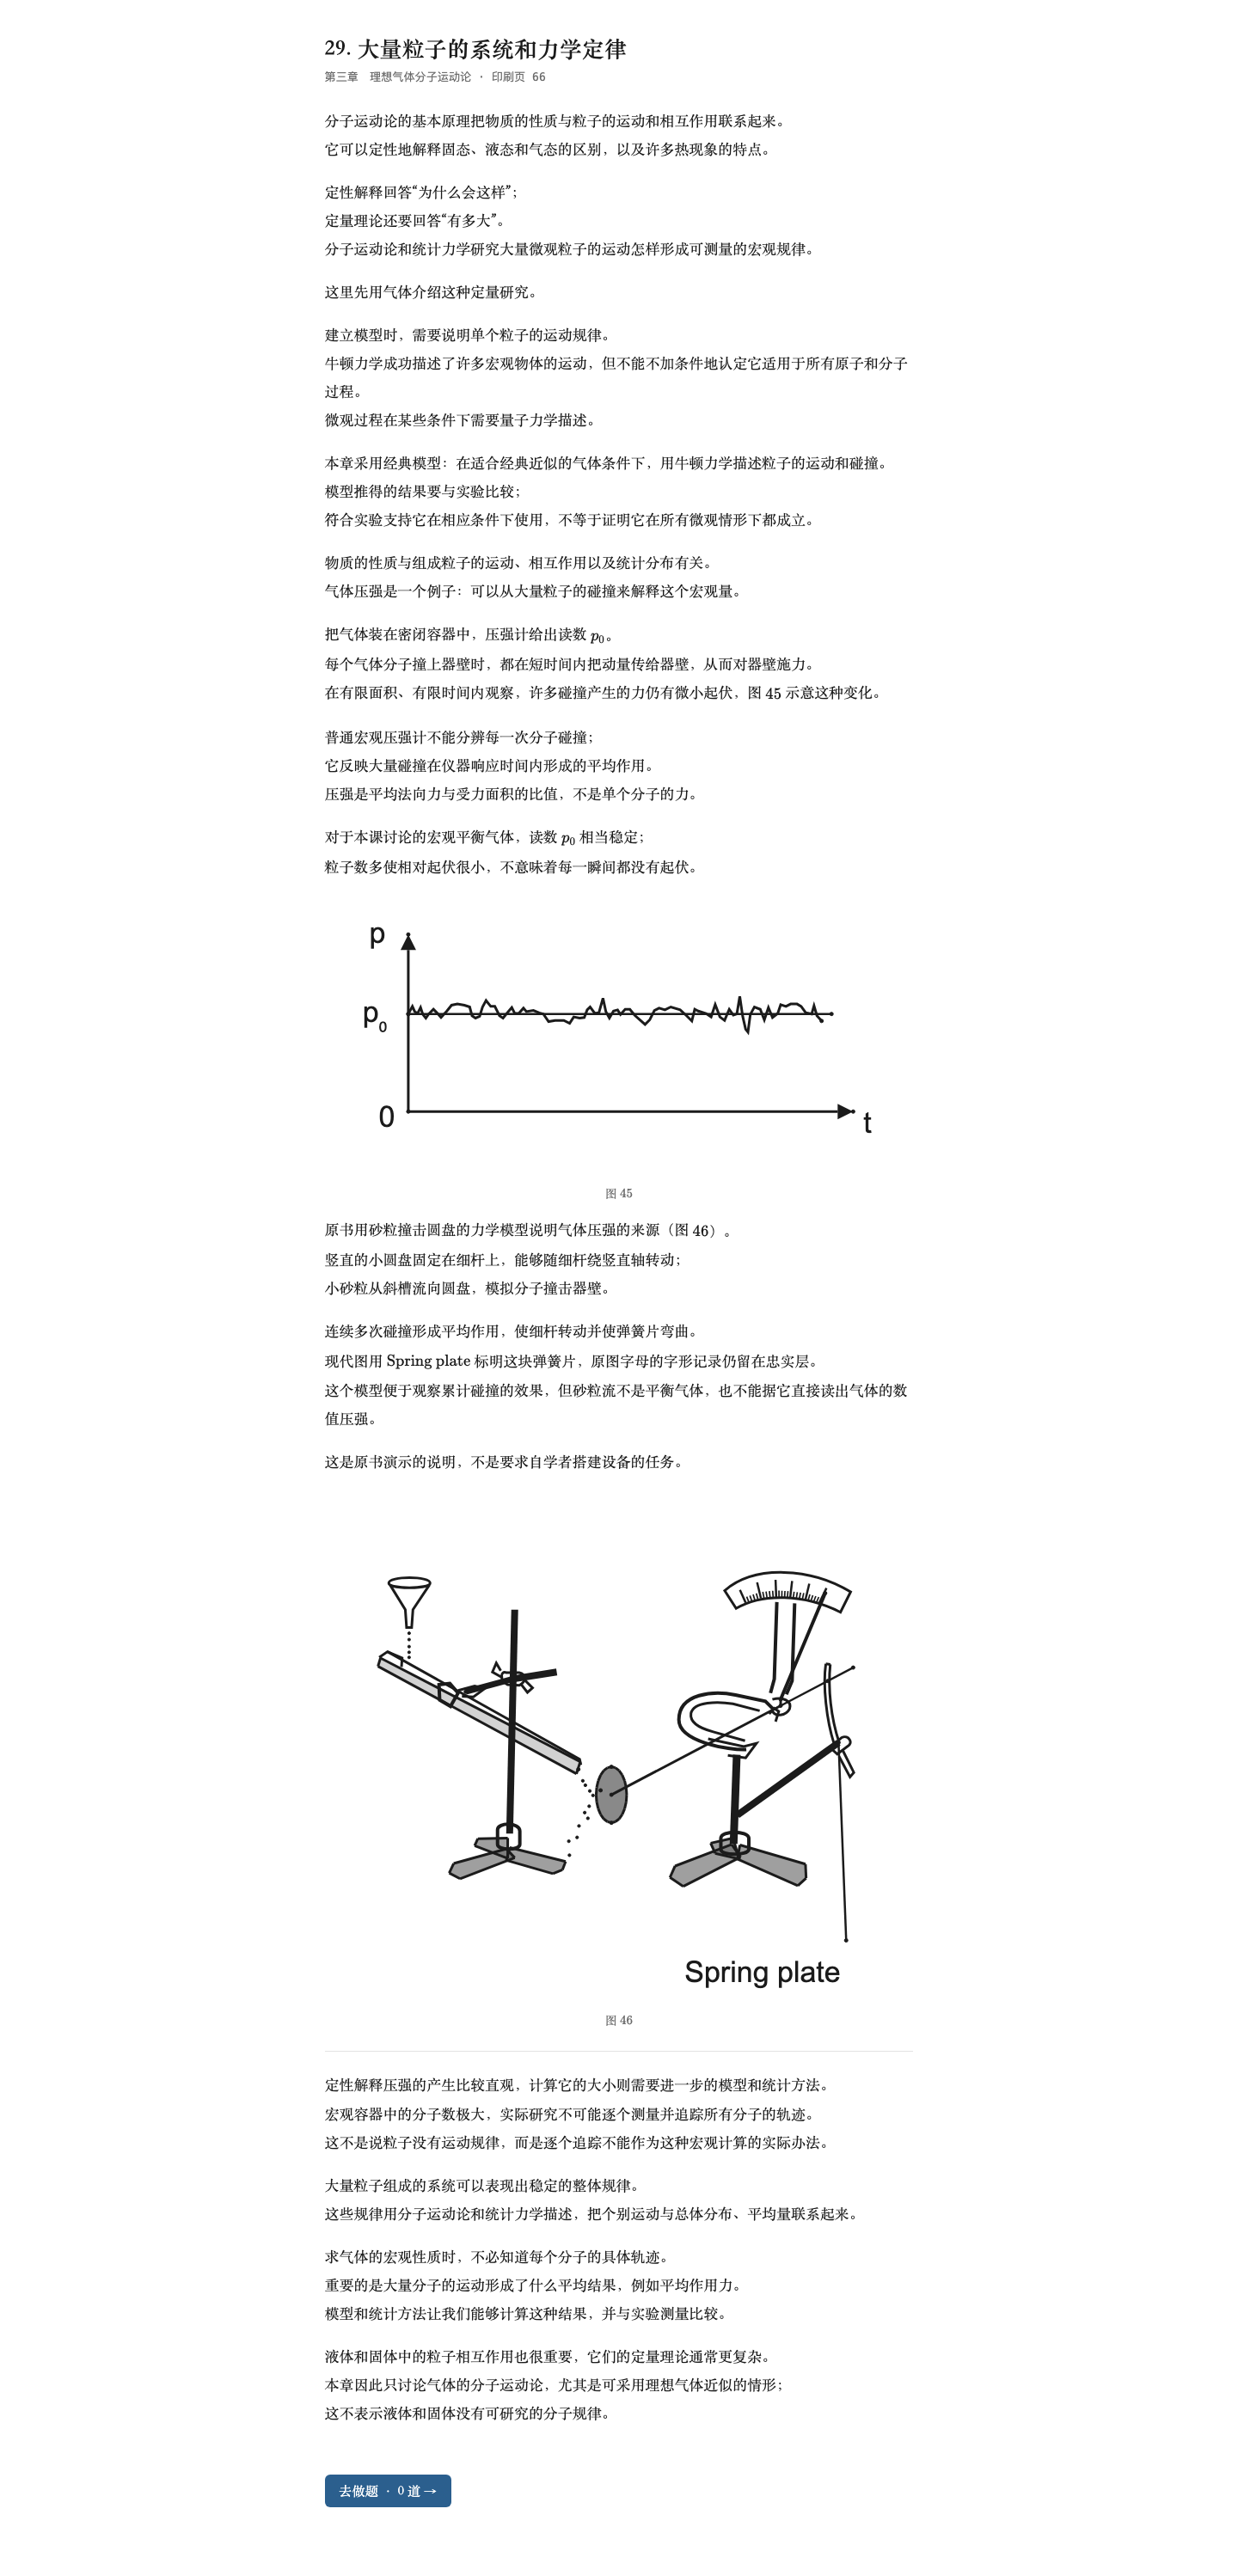 29. 大量粒子的系统和力学定律
第三章 理想气体分子运动论 · 印刷页 66
分子运动论的基本原理把物质的性质与粒子的运动和相互作用联系起来。
它可以定性地解释固态、液态和气态的区别，以及许多热现象的特点。
定性解释回答“为什么会这样”；
定量理论还要回答“有多大”。
分子运动论和统计力学研究大量微观粒子的运动怎样形成可测量的宏观规律。
这里先用气体介绍这种定量研究。
建立模型时，需要说明单个粒子的运动规律。
牛顿力学成功描述了许多宏观物体的运动，但不能不加条件地认定它适用于所有原子和分子
过程。
微观过程在某些条件下需要量子力学描述。
本章采用经典模型：在适合经典近似的气体条件下，用牛顿力学描述粒子的运动和碰撞。
模型推得的结果要与实验比较；
符合实验支持它在相应条件下使用，不等于证明它在所有微观情形下都成立。
物质的性质与组成粒子的运动、相互作用以及统计分布有关。
气体压强是一个例子：可以从大量粒子的碰撞来解释这个宏观量。
把气体装在密闭容器中，压强计给出读数 p₀。
每个气体分子撞上器壁时，都在短时间内把动量传给器壁，从而对器壁施力。
在有限面积、有限时间内观察，许多碰撞产生的力仍有微小起伏，图 45 示意这种变化。
普通宏观压强计不能分辨每一次分子碰撞；
它反映大量碰撞在仪器响应时间内形成的平均作用。
压强是平均法向力与受力面积的比值，不是单个分子的力。
对于本课讨论的宏观平衡气体，读数 p₀ 相当稳定；
粒子数多使相对起伏很小，不意味着每一瞬间都没有起伏。
p
p₀
0
t
图 45
原书用砂粒撞击圆盘的力学模型说明气体压强的来源（图 46）。
竖直的小圆盘固定在细杆上，能够随细杆绕竖直轴转动；
小砂粒从斜槽流向圆盘，模拟分子撞击器壁。
连续多次碰撞形成平均作用，使细杆转动并使弹簧片弯曲。
现代图用 Spring plate 标明这块弹簧片，原图字母的字形记录仍留在忠实层。
这个模型便于观察累计碰撞的效果，但砂粒流不是平衡气体，也不能据它直接读出气体的数
值压强。
这是原书演示的说明，不是要求自学者搭建设备的任务。
Spring plate
图 46
定性解释压强的产生比较直观，计算它的大小则需要进一步的模型和统计方法。
宏观容器中的分子数极大，实际研究不可能逐个测量并追踪所有分子的轨迹。
这不是说粒子没有运动规律，而是逐个追踪不能作为这种宏观计算的实际办法。
大量粒子组成的系统可以表现出稳定的整体规律。
这些规律用分子运动论和统计力学描述，把个别运动与总体分布、平均量联系起来。
求气体的宏观性质时，不必知道每个分子的具体轨迹。
重要的是大量分子的运动形成了什么平均结果，例如平均作用力。
模型和统计方法让我们能够计算这种结果，并与实验测量比较。
液体和固体中的粒子相互作用也很重要，它们的定量理论通常更复杂。
本章因此只讨论气体的分子运动论，尤其是可采用理想气体近似的情形；
这不表示液体和固体没有可研究的分子规律。
去做题 · 0 道 →